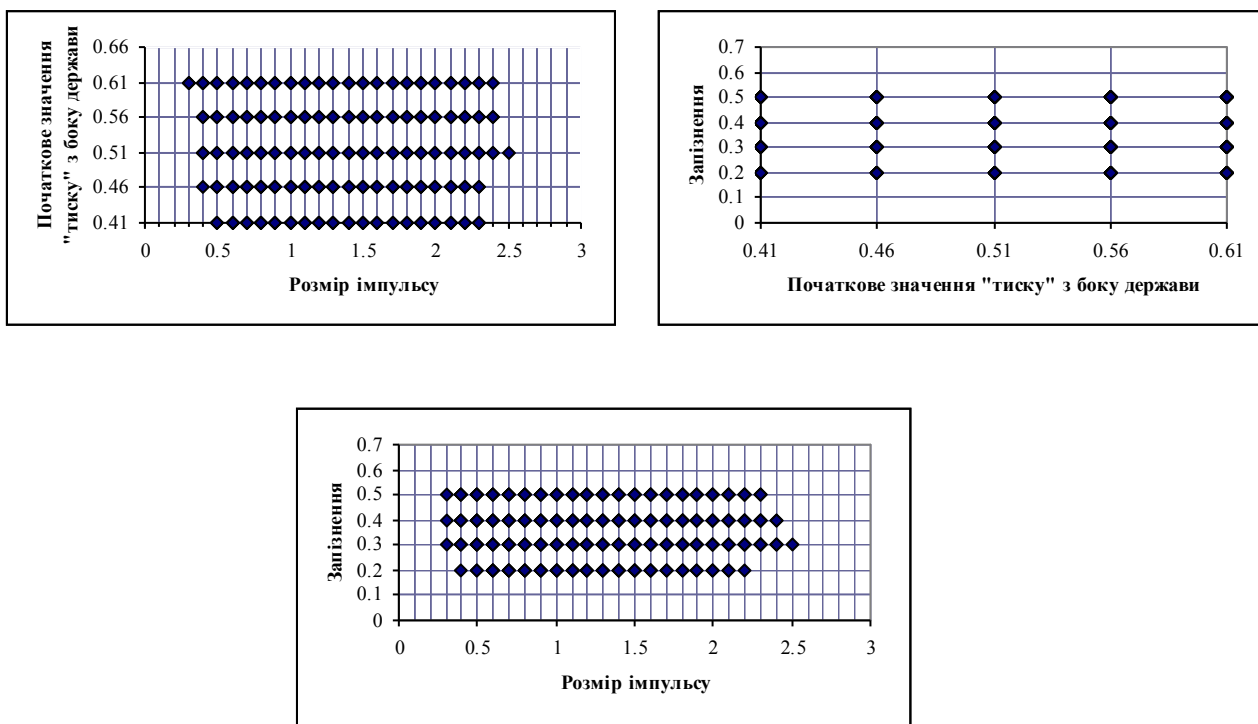 Початкове значення
"тиску" з боку держави
0.66
0.61
0.56
0.51
0.46
0.41
0 0.5 1 1.5 2 2.5 3
Розмір імпульсу
Запізнення
0.7
0.6
0.5
0.4
0.3
0.2
0.1
0
0.41 0.46 0.51 0.56 0.61
Початкове значення "тиску" з боку держави
Запізнення
0.7
0.6
0.5
0.4
0.3
0.2
0.1
0
0 0.5 1 1.5 2 2.5 3
Розмір імпульсу